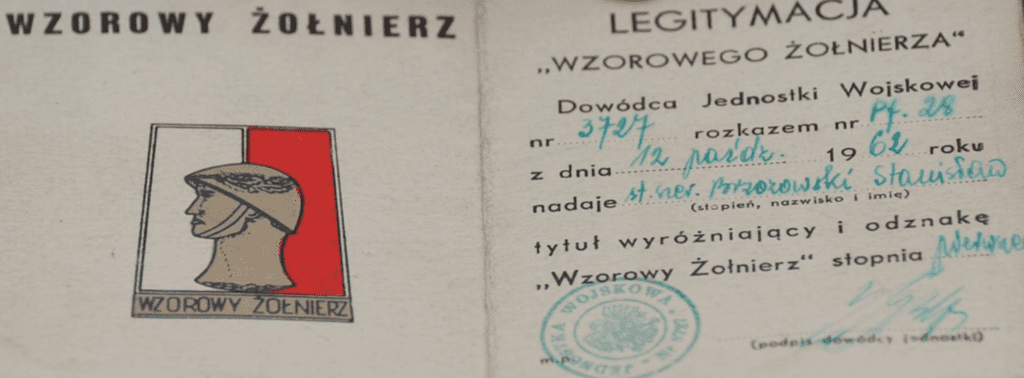 WZOROWY ŻOŁNIERZ
WZOROWY ŻOŁNIERZ
LEGITYMACJA
„WZOROWEGO ŻOŁNIERZA“
Dowódca Jednostki Wojskowej
nr 3727 rozkazem nr Pf. 28
z dnia 12 paźdz. 1962 roku
nadaje st. szer. Brzozowski Stanisław
(stopień, nazwisko i imię)
tytuł wyróżniający i odznakę
„Wzorowy Żołnierz“ stopnia
JEDNOSTKA WOJSKOWA
m.p.
(podpis dowódcy jednostki)